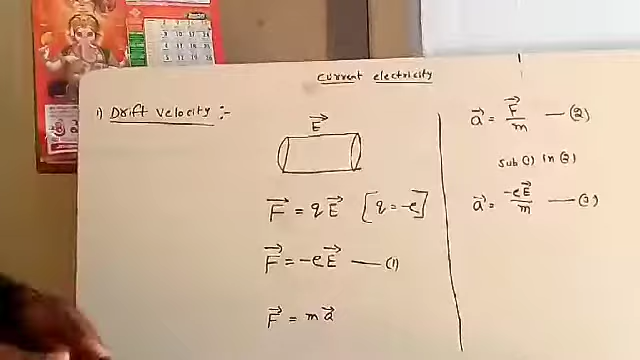 current electricity
1) Drift velocity :-
E⃗
F⃗ = qE⃗ [q = -e]
F⃗ = -eE⃗ —— (1)
F⃗ = ma⃗
a⃗ = F⃗/m — (2)
sub (1) in (2)
a⃗ = -eE⃗/m —— (3)